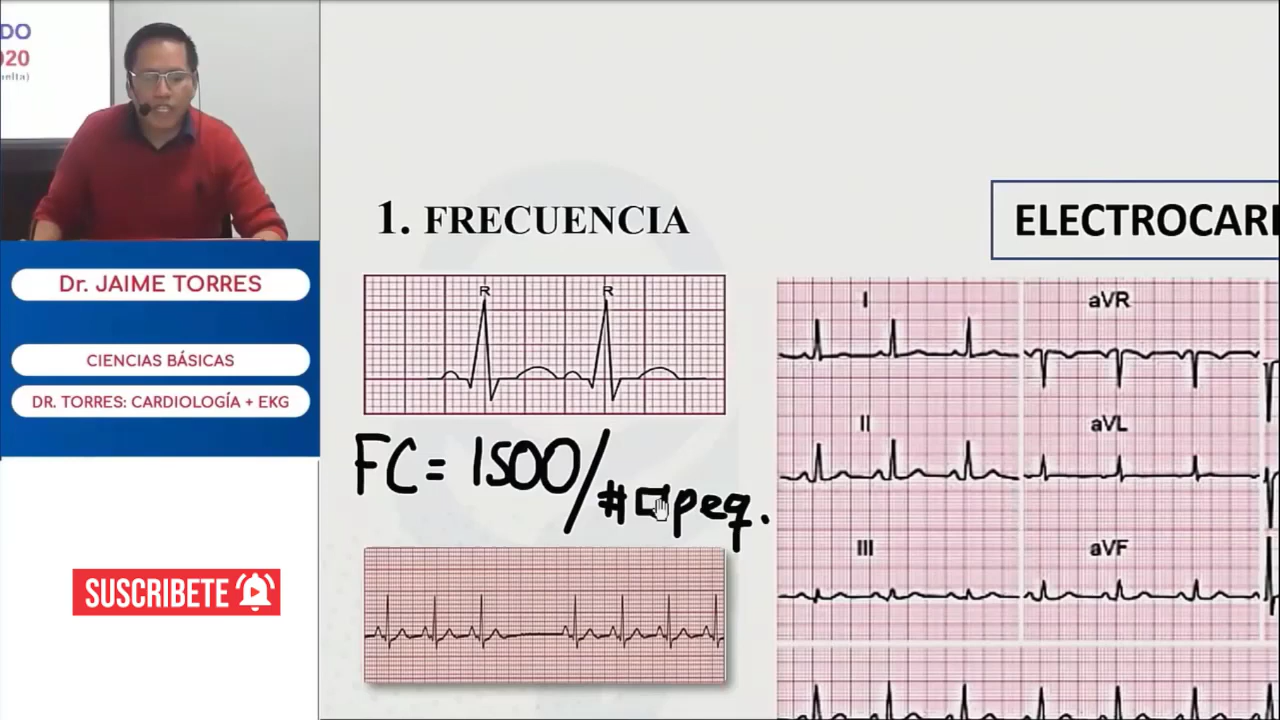 DO
020
uelta)
Dr. JAIME TORRES
CIENCIAS BÁSICAS
DR. TORRES: CARDIOLOGÍA + EKG
SUSCRIBETE
1. FRECUENCIA
R R
FC= 1500/
# □ peq.
ELECTROCAR
I aVR
II aVL
III aVF